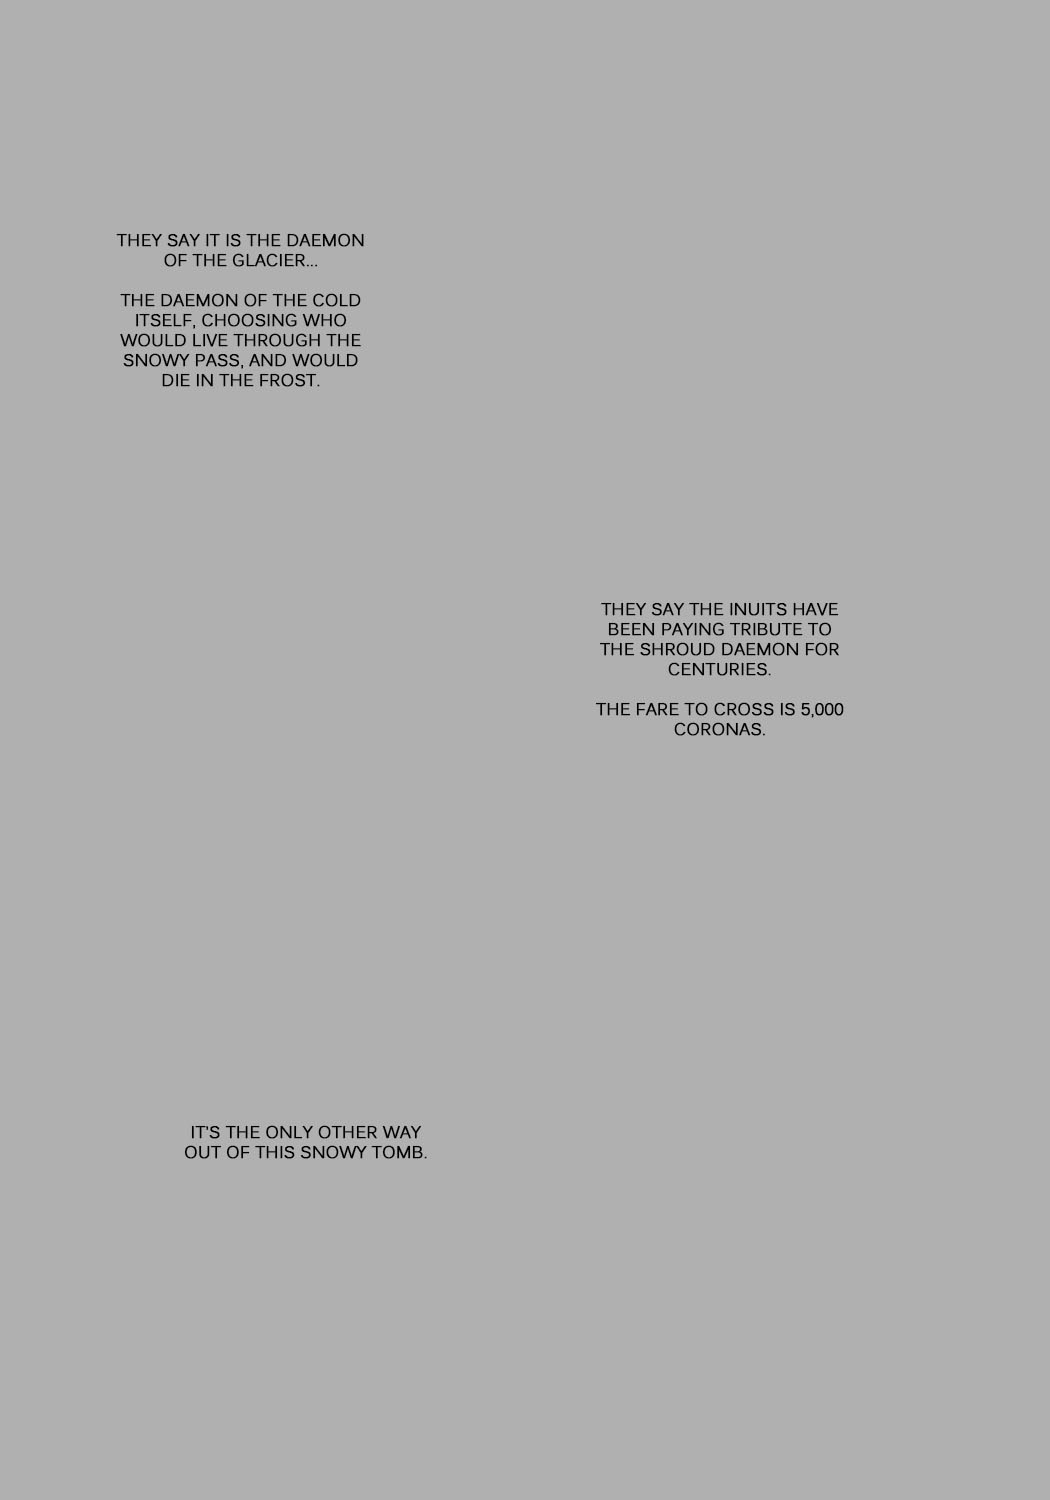 THEY SAY IT IS THE DAEMON
OF THE GLACIER...
THE DAEMON OF THE COLD
ITSELF, CHOOSING WHO
WOULD LIVE THROUGH THE
SNOWY PASS, AND WOULD
DIE IN THE FROST.
THEY SAY THE INUITS HAVE
BEEN PAYING TRIBUTE TO
THE SHROUD DAEMON FOR
CENTURIES.
THE FARE TO CROSS IS 5,000
CORONAS.
IT'S THE ONLY OTHER WAY
OUT OF THIS SNOWY TOMB.